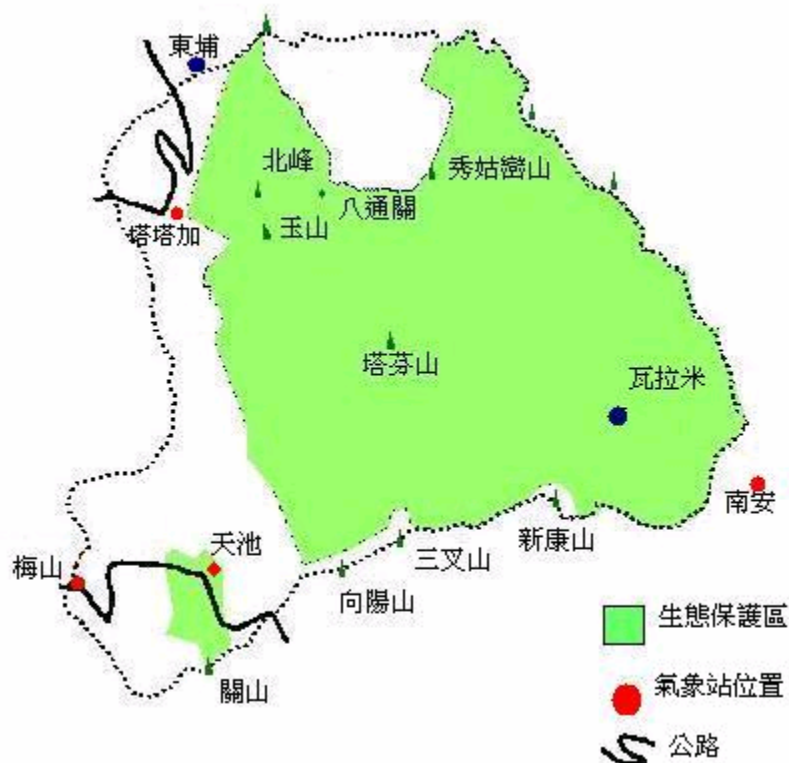 東埔
北峰
秀姑巒山
八通關
塔塔加
玉山
塔芬山
瓦拉米
南安
新康山
天池
三叉山
梅山
向陽山
關山
生態保護區
氣象站位置
公路